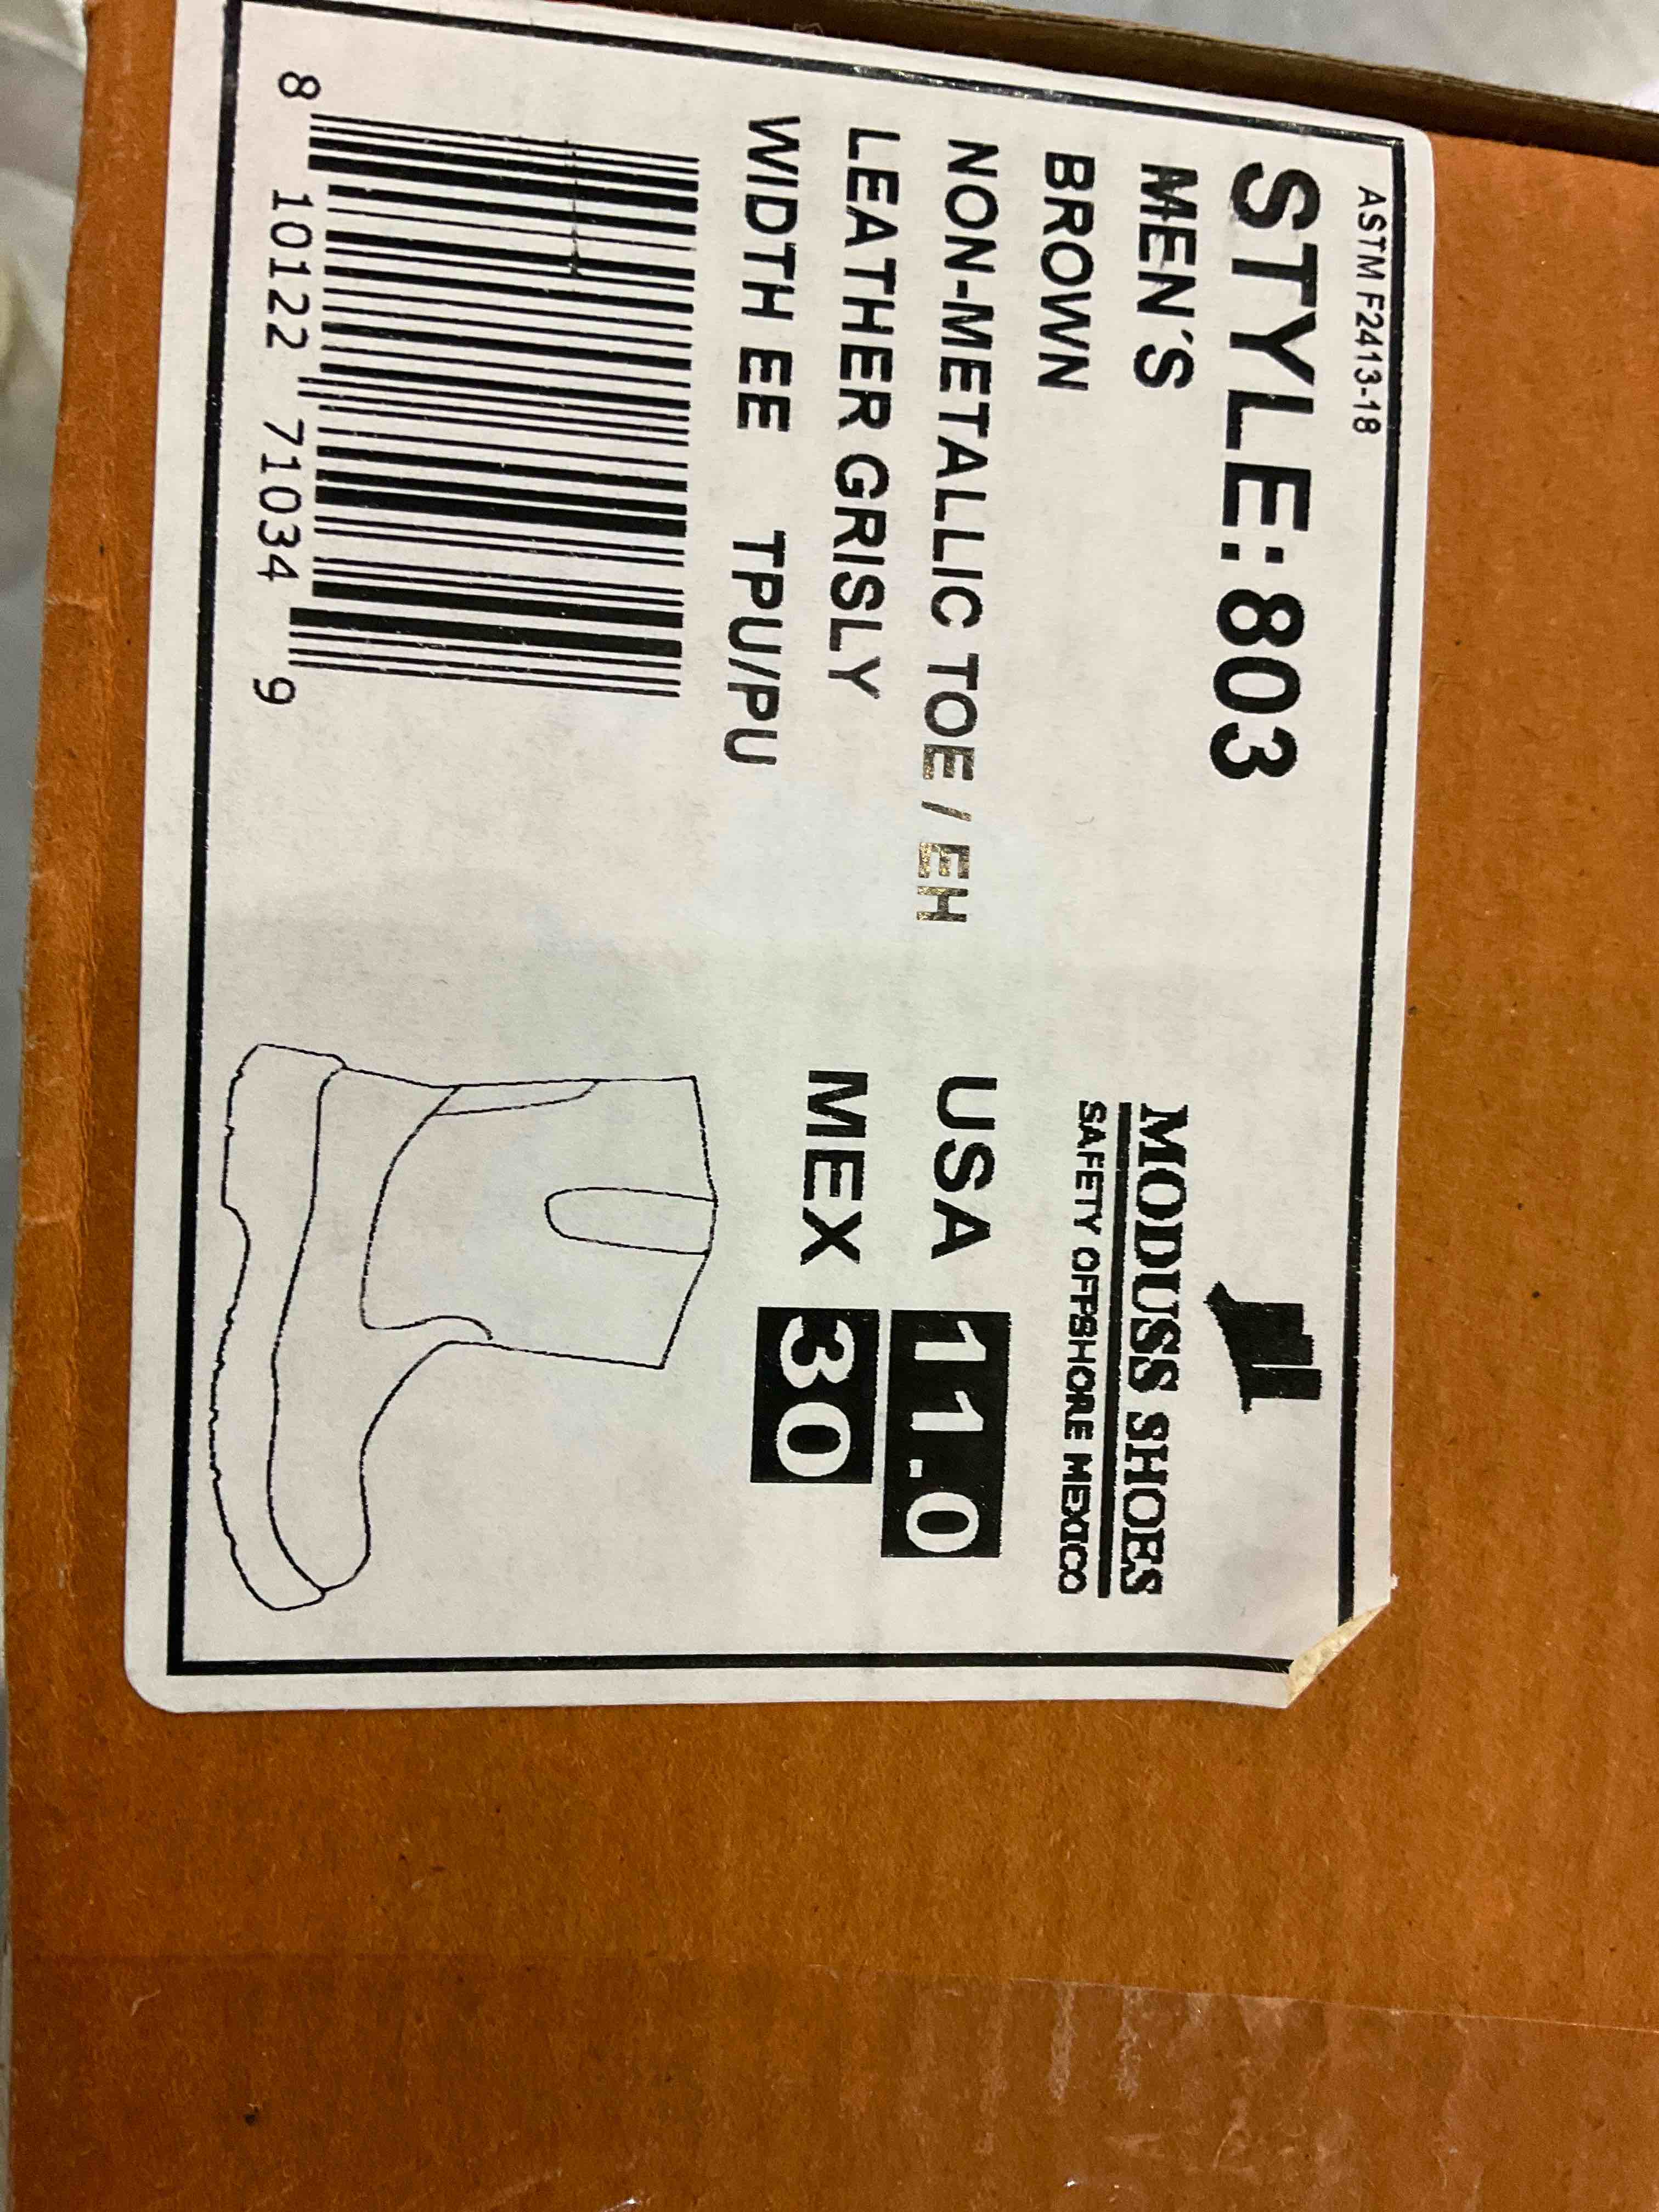 ASTM F2413-18
STYLE: 803
MEN´S
BROWN
NON-METALLIC TOE / EH
LEATHER GRISLY
WIDTH EE TPU/PU
8 10122 71034 9
MODUSS SHOES
SAFETY OFFSHORE MEXICO
USA 11.0
MEX 30